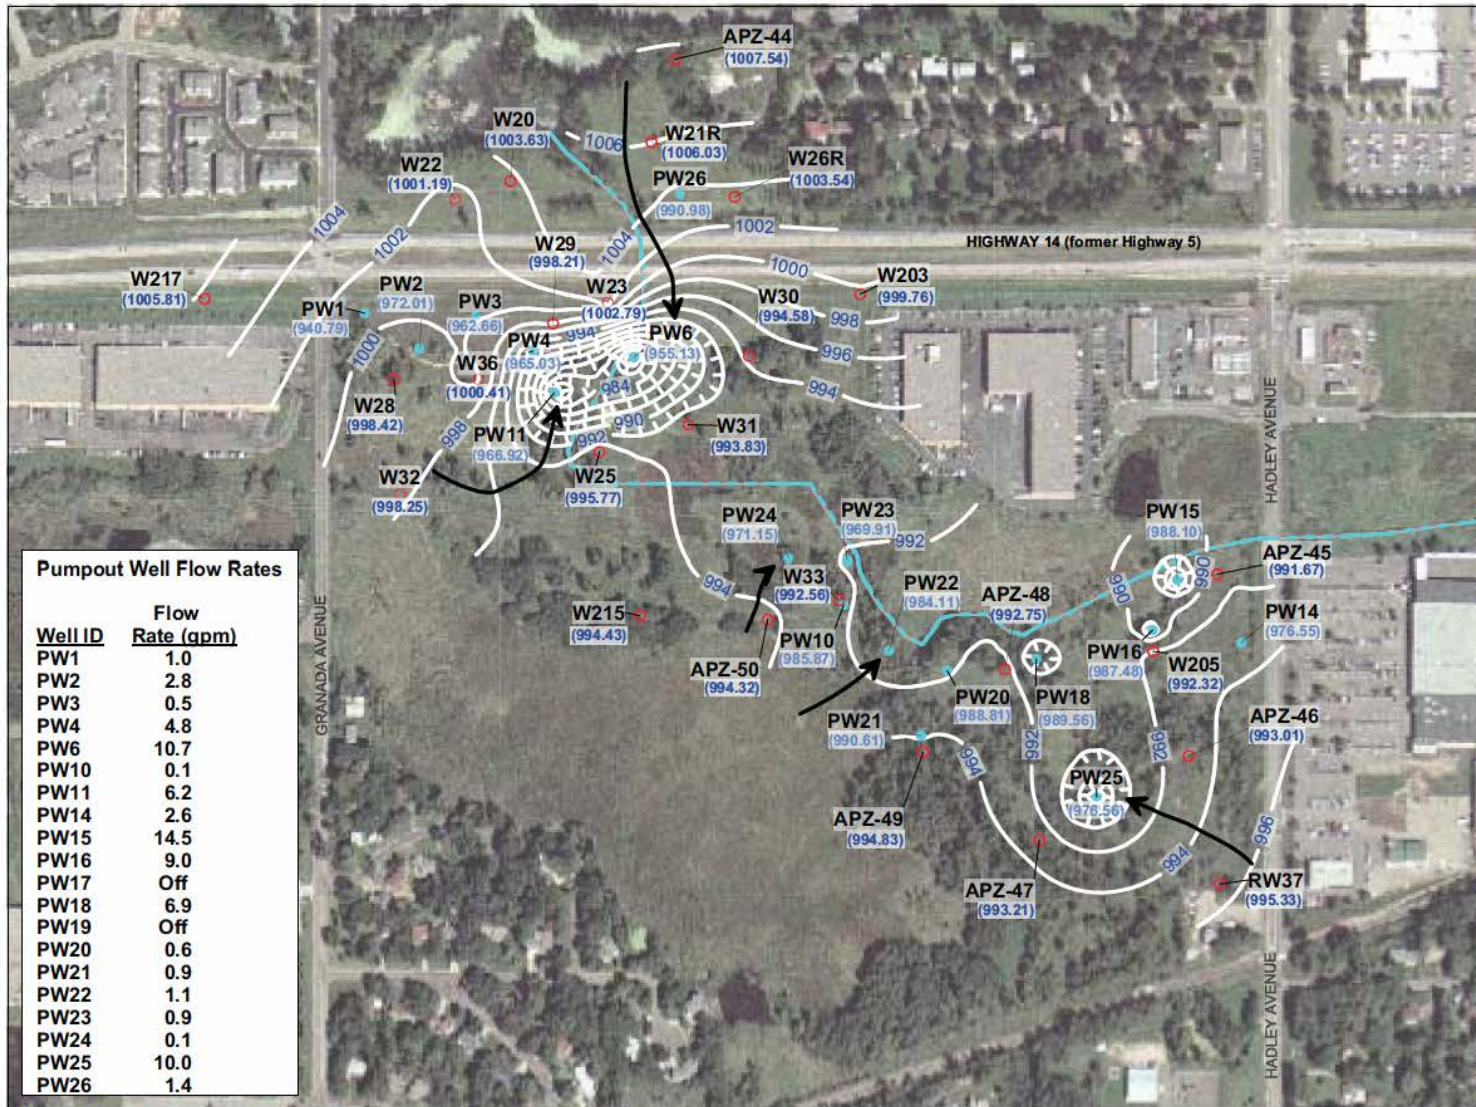 APZ-44
(1007.54)
W20
(1003.63)
1006
W21R
(1006.03)
W22
(1001.19)
W26R
(1003.54)
PW26
(990.98)
1004
1002
1004
1002
HIGHWAY 14 (former Highway 5)
W29
(998.21)
1000
W217
(1005.81)
PW2
(972.01)
W23
(1002.79)
W203
(999.76)
W30
(994.58)
998
PW1
(940.79)
PW3
(962.66)
994
PW4
(965.03)
PW6
(955.13)
1000
996
W36
(1000.41)
984
994
W28
(998.42)
990
HADLEY AVENUE
998
PW11
(966.92)
992
W31
(993.83)
W25
(995.77)
W32
(998.25)
PW24
(971.15)
PW23
(969.91)
992
PW15
(988.10)
APZ-45
(991.67)
990
990
994
W33
(992.56)
PW22
(984.11)
APZ-48
(992.75)
W215
(994.43)
PW10
(985.87)
PW14
(976.55)
PW16
(987.48)
W205
(992.32)
APZ-50
(994.32)
PW20
(988.81)
PW18
(989.56)
GRANADA AVENUE
PW21
(990.61)
APZ-46
(993.01)
992
992
994
PW25
(976.56)
APZ-49
(994.83)
996
994
APZ-47
(993.21)
RW37
(995.33)
HADLEY AVENUE
Pumpout Well Flow Rates
Flow
Well ID Rate (gpm)
PW1 1.0
PW2 2.8
PW3 0.5
PW4 4.8
PW6 10.7
PW10 0.1
PW11 6.2
PW14 2.6
PW15 14.5
PW16 9.0
PW17 Off
PW18 6.9
PW19 Off
PW20 0.6
PW21 0.9
PW22 1.1
PW23 0.9
PW24 0.1
PW25 10.0
PW26 1.4